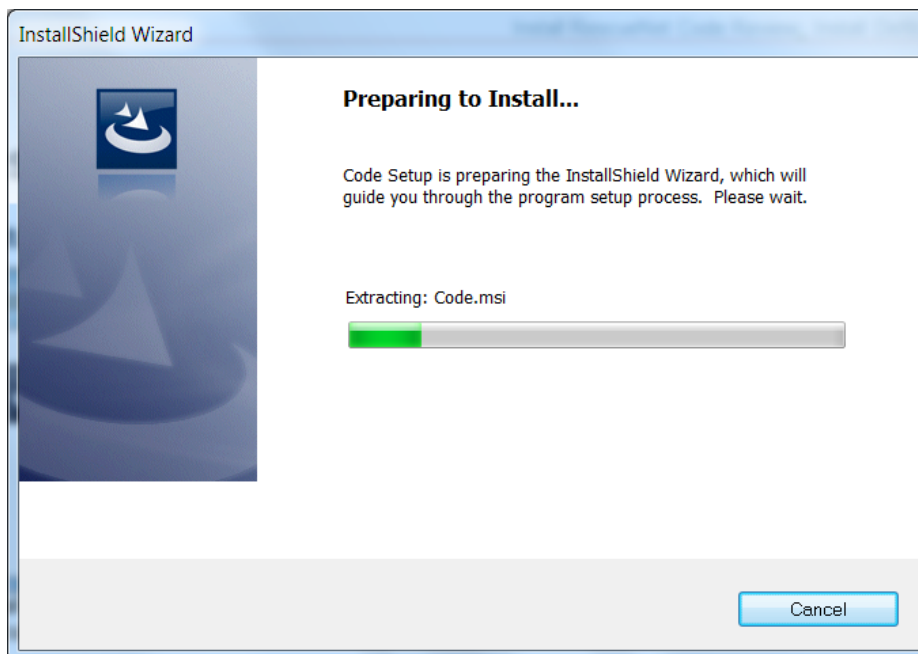 InstallShield Wizard
Preparing to Install...
Code Setup is preparing the InstallShield Wizard, which will
guide you through the program setup process.  Please wait.
Extracting: Code.msi
Cancel